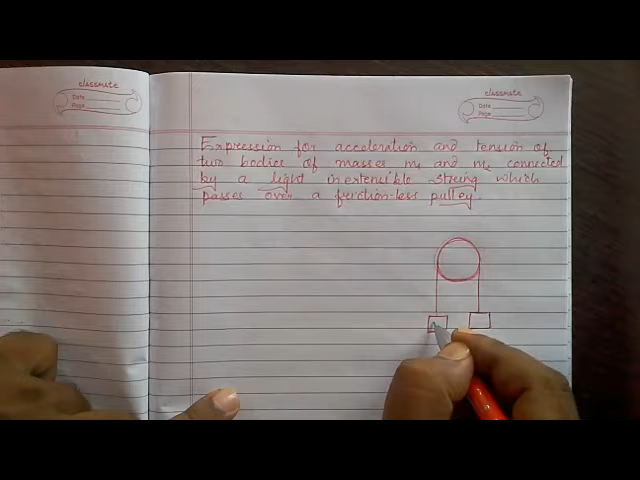 classmate
Date
Page
classmate
Date
Page
Expression for acceleration and tension of
two bodies of masses m₁ and m₂ connected
by a light inextensible string which
passes over a friction-less pulley.